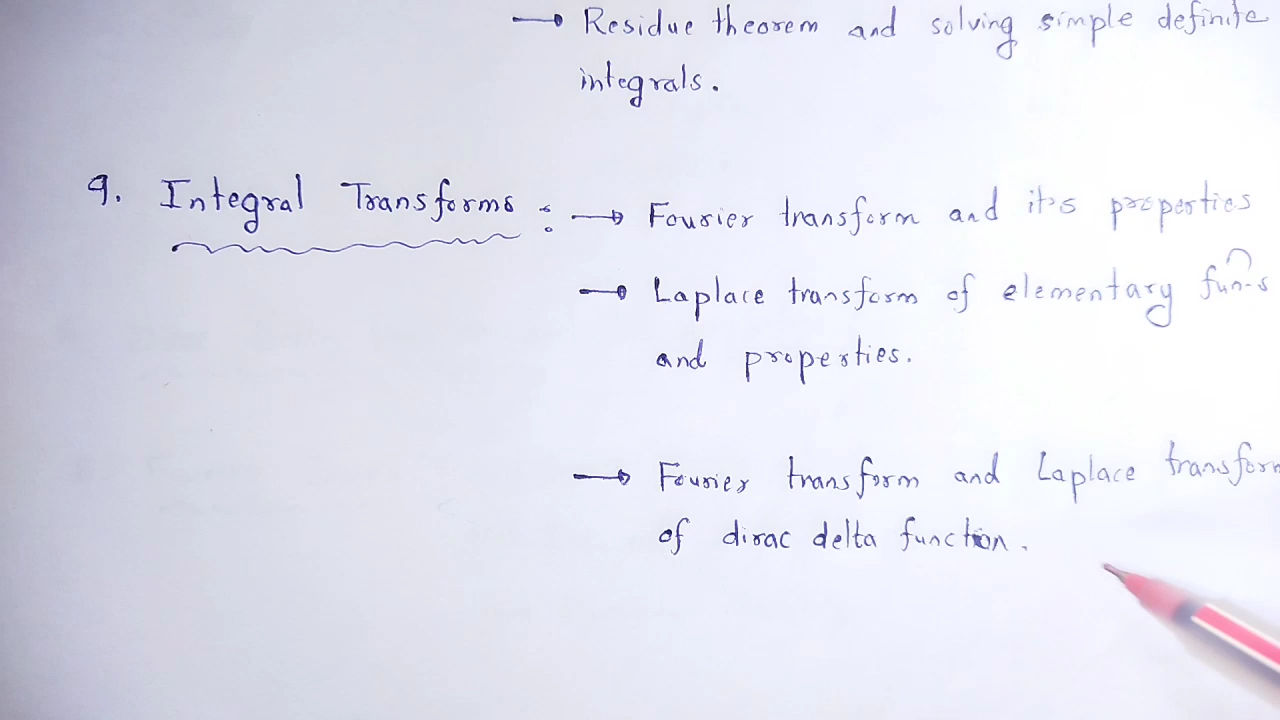 → Residue theorem and solving simple definite
integrals.
9. Integral Transforms : → Fourier transform and it's properties
→ Laplace transform of elementary fun-s
and properties.
→ Fourier transform and Laplace transform
of dirac delta function.